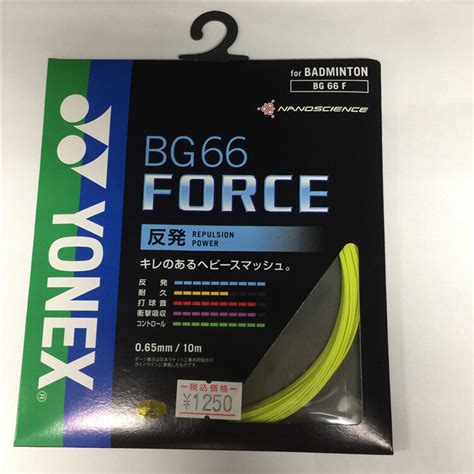 for BADMINTON
BG 66 F
NANOSCIENCE
YONEX®
BG66
FORCE
反発 REPULSION POWER
キレのあるヘビースマッシュ。
反発
耐久
打球音
衝撃吸収
コントロール
0.65mm / 10m
税込価格
¥1250